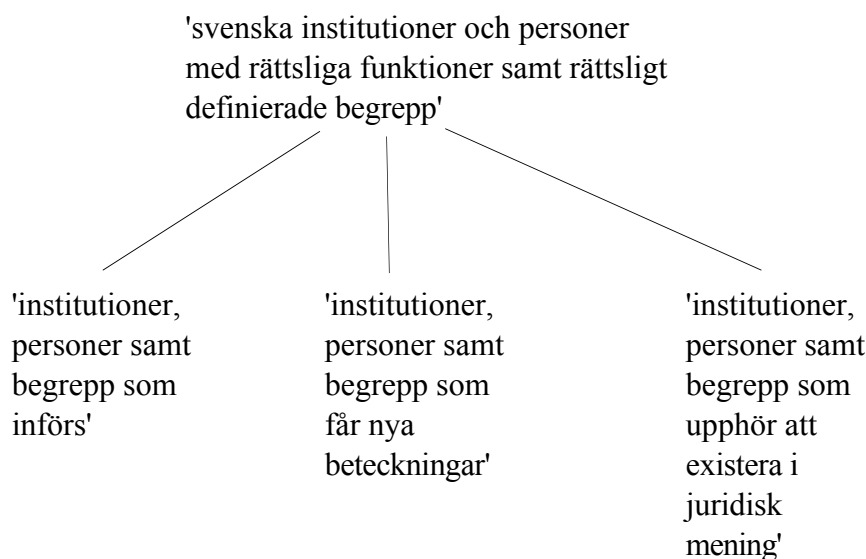 'svenska institutioner och personer
med rättsliga funktioner samt rättsligt
definierade begrepp'
'institutioner,
personer samt
begrepp som
införs'
'institutioner,
personer samt
begrepp som
får nya
beteckningar'
'institutioner,
personer samt
begrepp som
upphör att
existera i
juridisk
mening'